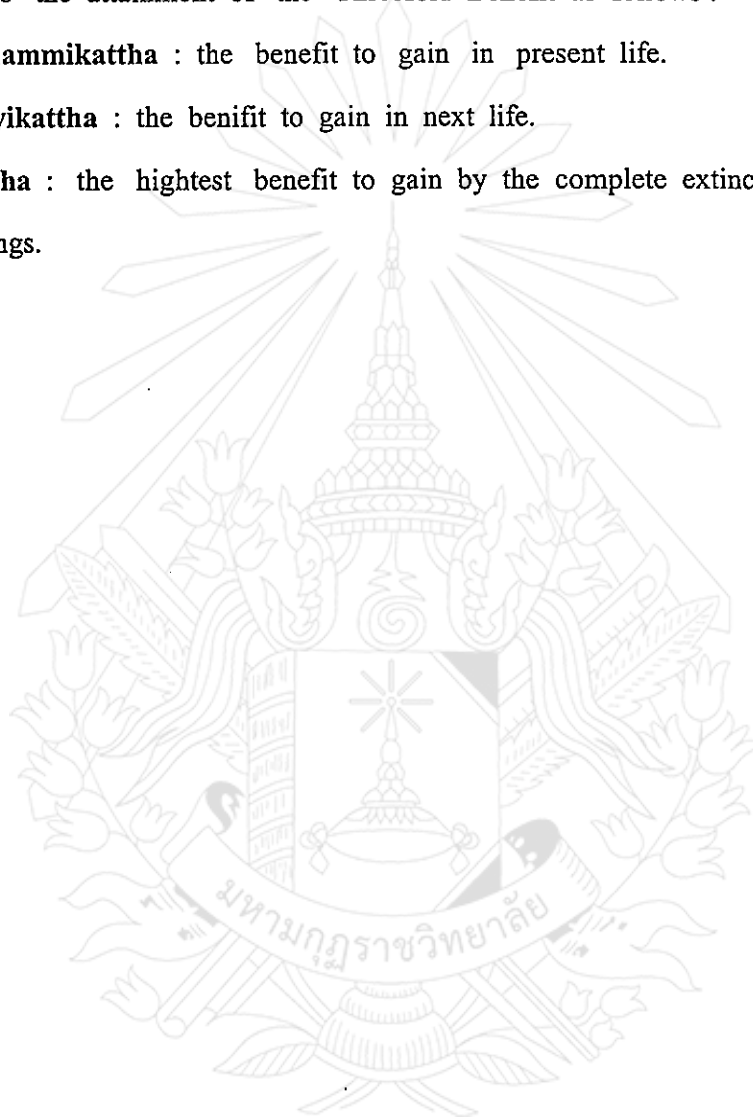 the attainment of the Threefold Benefit as follows :
ammikattha : the benefit to gain in present life.
vikattha : the benifit to gain in next life.
ha : the hightest benefit to gain by the complete extinc
ngs.
มหามกุฏราชวิทยาลัย